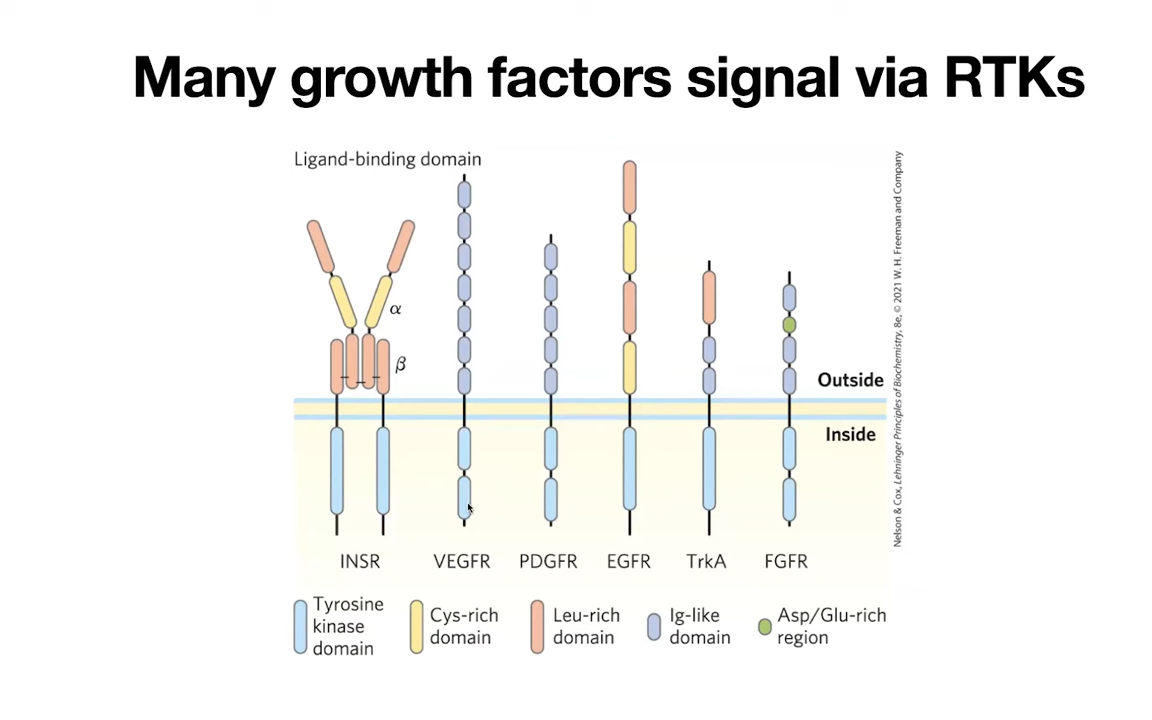 Many growth factors signal via RTKs
Ligand-binding domain
α
β
Outside
Inside
INSR
VEGFR
PDGFR
EGFR
TrkA
FGFR
Tyrosine
kinase
domain
Cys-rich
domain
Leu-rich
domain
Ig-like
domain
Asp/Glu-rich
region
Nelson & Cox, Lehninger Principles of Biochemistry, 8e, © 2021 W. H. Freeman and Company